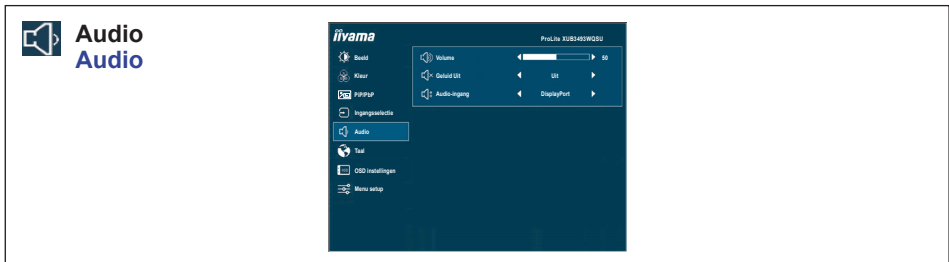 Audio
Audio
iiyama
ProLite XUB3493WQSU
Beeld
Kleur
PIP/PbP
Ingangsselectie
Audio
Taal
OSD instellingen
Menu setup
Volume 50
Geluid Uit Uit
Audio-ingang DisplayPort